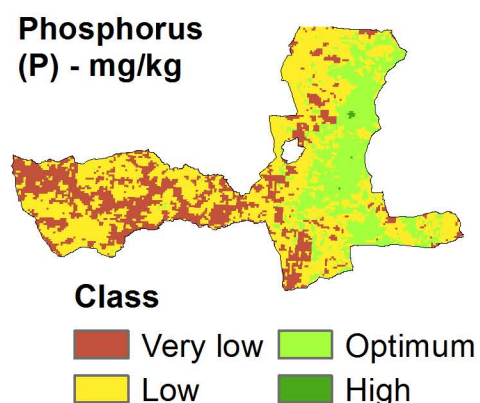 Phosphorus
(P) - mg/kg
Class
Very low
Optimum
Low
High